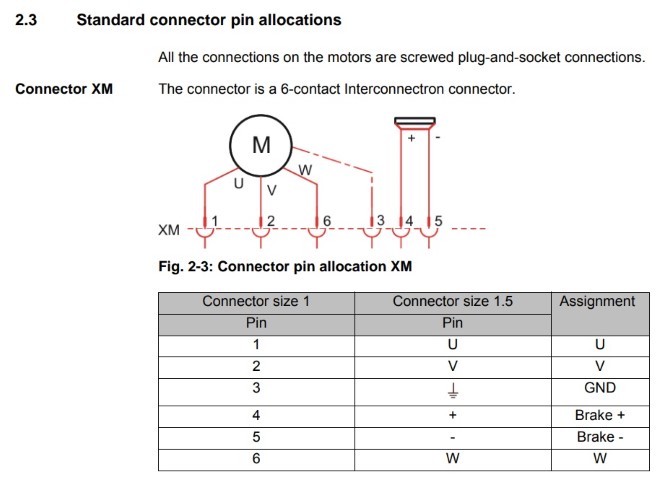 2.3 Standard connector pin allocations
All the connections on the motors are screwed plug-and-socket connections.
Connector XM The connector is a 6-contact Interconnectron connector.
M
+ -
U V W
XM 1 2 6 3 4 5
Fig. 2-3: Connector pin allocation XM
Connector size 1 Connector size 1.5 Assignment
Pin Pin
1 U U
2 V V
3 ⏚ GND
4 + Brake +
5 - Brake -
6 W W